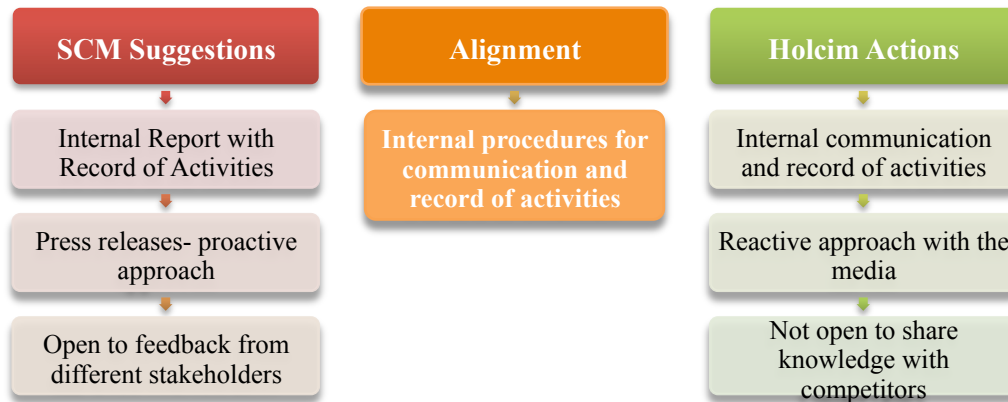 SCM Suggestions
Internal Report with
Record of Activities
Press releases- proactive
approach
Open to feedback from
different stakeholders
Alignment
Internal procedures for
communication and
record of activities
Holcim Actions
Internal communication
and record of activities
Reactive approach with the
media
Not open to share
knowledge with
competitors